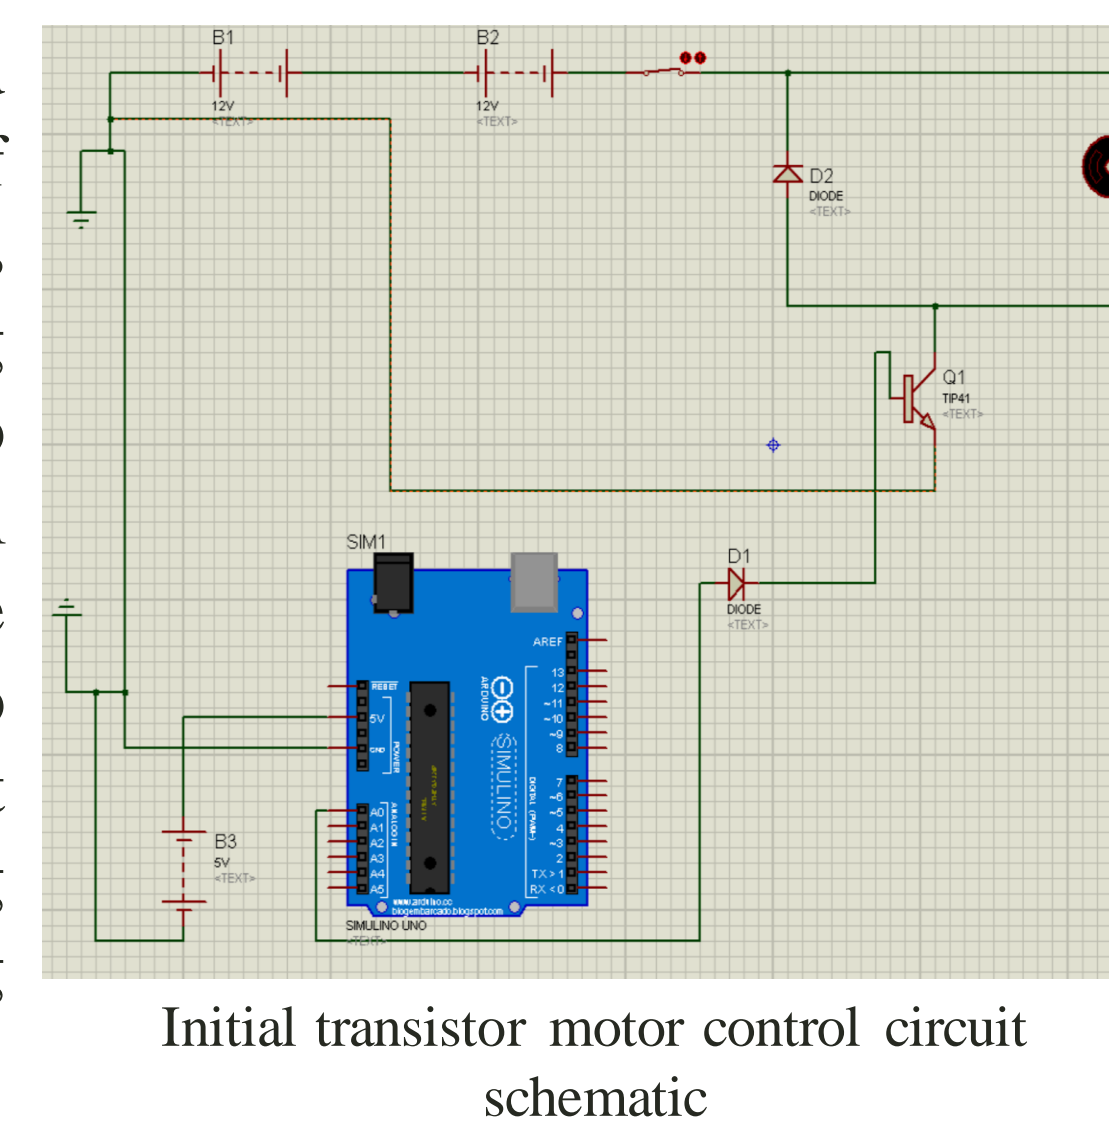 B1
12V
<TEXT>
B2
12V
<TEXT>
D2
DIODE
<TEXT>
Q1
TIP41
<TEXT>
SIM1
D1
DIODE
<TEXT>
AREF
13
12
~11
~10
~9
8
RESET
5V
GND
POWER
ARDUINO
SIMULINO
DIGITAL (PWM~)
7
~6
~5
4
~3
2
TX > 1
RX < 0
A0
A1
A2
A3
A4
A5
ANALOG IN
www.arduino.cc
blogembarcado.blogspot.com
SIMULINO UNO
<TEXT>
B3
5V
<TEXT>
Initial transistor motor control circuit
schematic